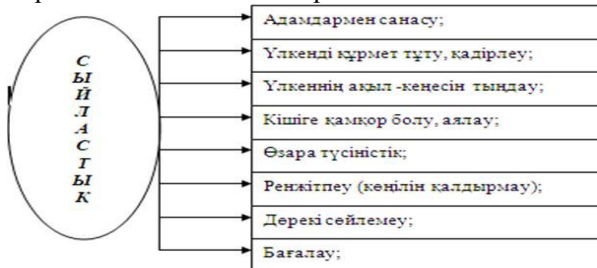 СЫЙЛАСТЫК
Адамдармен санасу;
Үлкенді құрмет тұту, қадірлеу;
Үлкеннің ақыл -кеңесін тыңдау;
Кішіге қамқор болу, аялау;
Өзара түсіністік;
Ренжітпеу (көңілін қалдырмау);
Дөрекі сөйлемеу;
Бағалау;